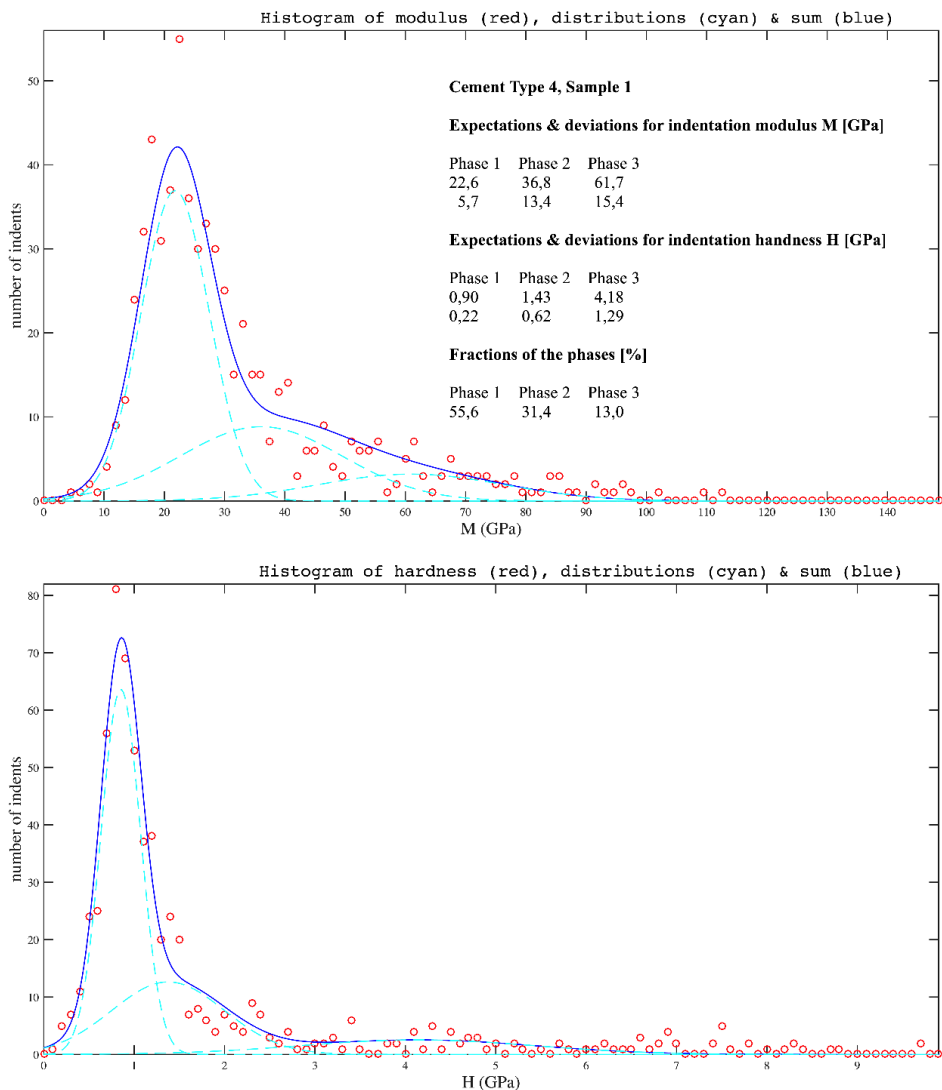 Histogram of modulus (red), distributions (cyan) & sum (blue)
50
40
30
20
10
0
number of indents
Cement Type 4, Sample 1
Expectations & deviations for indentation modulus M [GPa]
Phase 1 Phase 2 Phase 3
22,6 36,8 61,7
5,7 13,4 15,4
Expectations & deviations for indentation handness H [GPa]
Phase 1 Phase 2 Phase 3
0,90 1,43 4,18
0,22 0,62 1,29
Fractions of the phases [%]
Phase 1 Phase 2 Phase 3
55,6 31,4 13,0
0 10 20 30 40 50 60 70 80 90 100 110 120 130 140
M (GPa)
Histogram of hardness (red), distributions (cyan) & sum (blue)
80
70
60
50
40
30
20
10
0
number of indents
0 1 2 3 4 5 6 7 8 9
H (GPa)